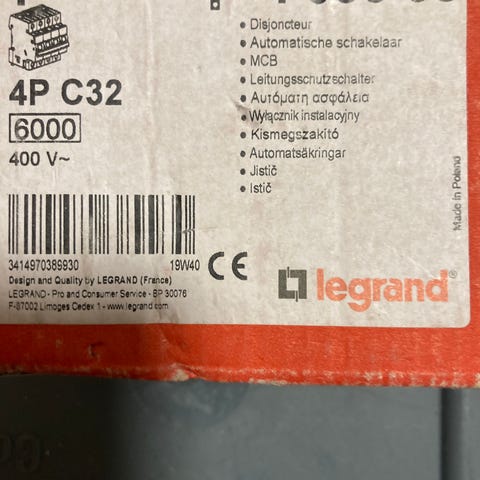 • Disjoncteur
• Automatische schakelaar
• MCB
• Leitungsschutzschalter
• Αυτόματη ασφάλεια
• Wyłącznik instalacyjny
• Kismegszakító
• Automatsäkringar
• Jistič
• Istič
4P C32
6000
400 V~
3414970389930 19W40
CE
Design and Quality by LEGRAND (France)
LEGRAND - Pro and Consumer Service - BP 30076
F-87002 Limoges Cedex 1 - www.legrand.com
legrand®
Made in Poland